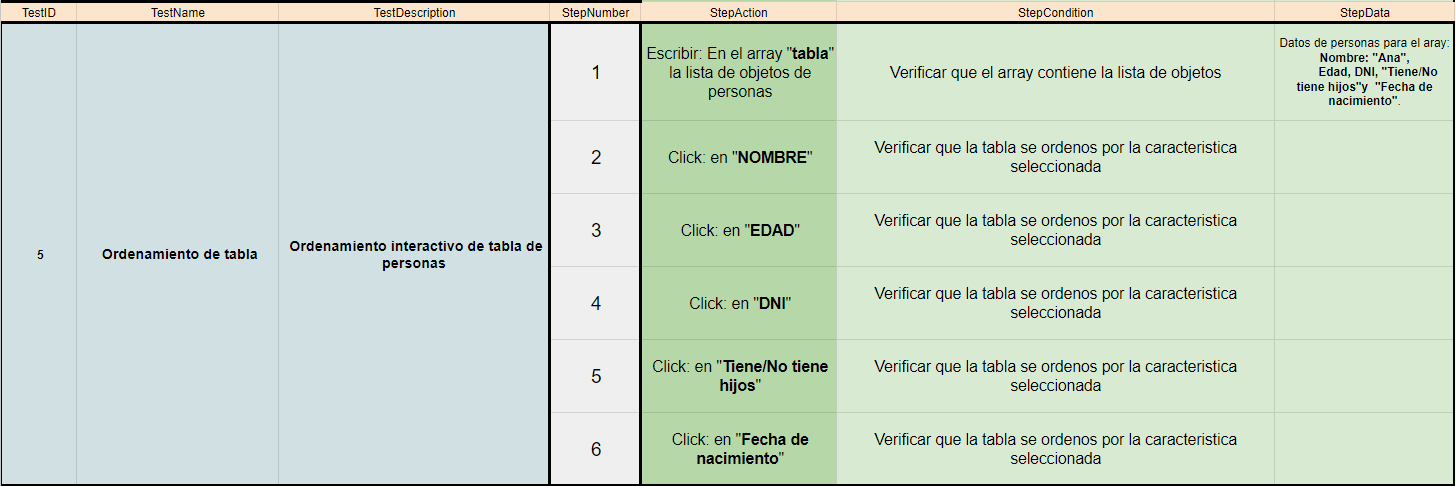 TestID TestName TestDescription StepNumber StepAction StepCondition StepData
5
Ordenamiento de tabla
Ordenamiento interactivo de tabla de
personas
1
Escribir: En el array "tabla"
la lista de objetos de
personas
Verificar que el array contiene la lista de objetos
Datos de personas para el aray:
Nombre: "Ana",
Edad, DNI, "Tiene/No
tiene hijos"y "Fecha de
nacimiento".
2
Click: en "NOMBRE"
Verificar que la tabla se ordenos por la caracteristica
seleccionada
3
Click: en "EDAD"
Verificar que la tabla se ordenos por la caracteristica
seleccionada
4
Click: en "DNI"
Verificar que la tabla se ordenos por la caracteristica
seleccionada
5
Click: en "Tiene/No tiene
hijos"
Verificar que la tabla se ordenos por la caracteristica
seleccionada
6
Click: en "Fecha de
nacimiento"
Verificar que la tabla se ordenos por la caracteristica
seleccionada